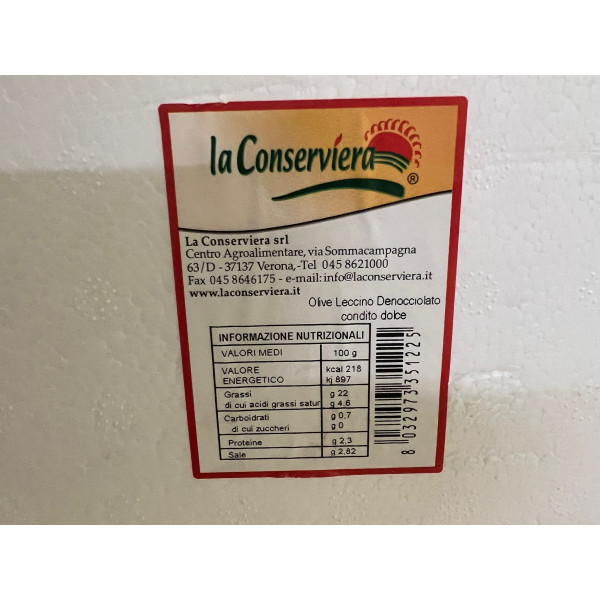 la Conserviera
®
La Conserviera srl
Centro Agroalimentare, via Sommacampagna
63/D - 37137 Verona,-Tel 045 8621000
Fax 045 8646175 - e-mail:info@laconserviera.it
www.laconserviera.it
Olive Leccino Denocciolato
condito dolce
INFORMAZIONE NUTRIZIONALI
VALORI MEDI 100 g
VALORE kcal 218
ENERGETICO kj 897
Grassi g 22
di cui acidi grassi satur g 4,6
Carboidrati g 0,7
di cui zuccheri g 0
Proteine g 2,3
Sale g 2,82
8 032973 351225